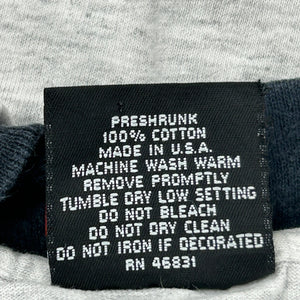 PRESHRUNK
100% COTTON
MADE IN U.S.A.
MACHINE WASH WARM
REMOVE PROMPTLY
TUMBLE DRY LOW SETTING
DO NOT BLEACH
DO NOT DRY CLEAN
DO NOT IRON IF DECORATED
RN 46831